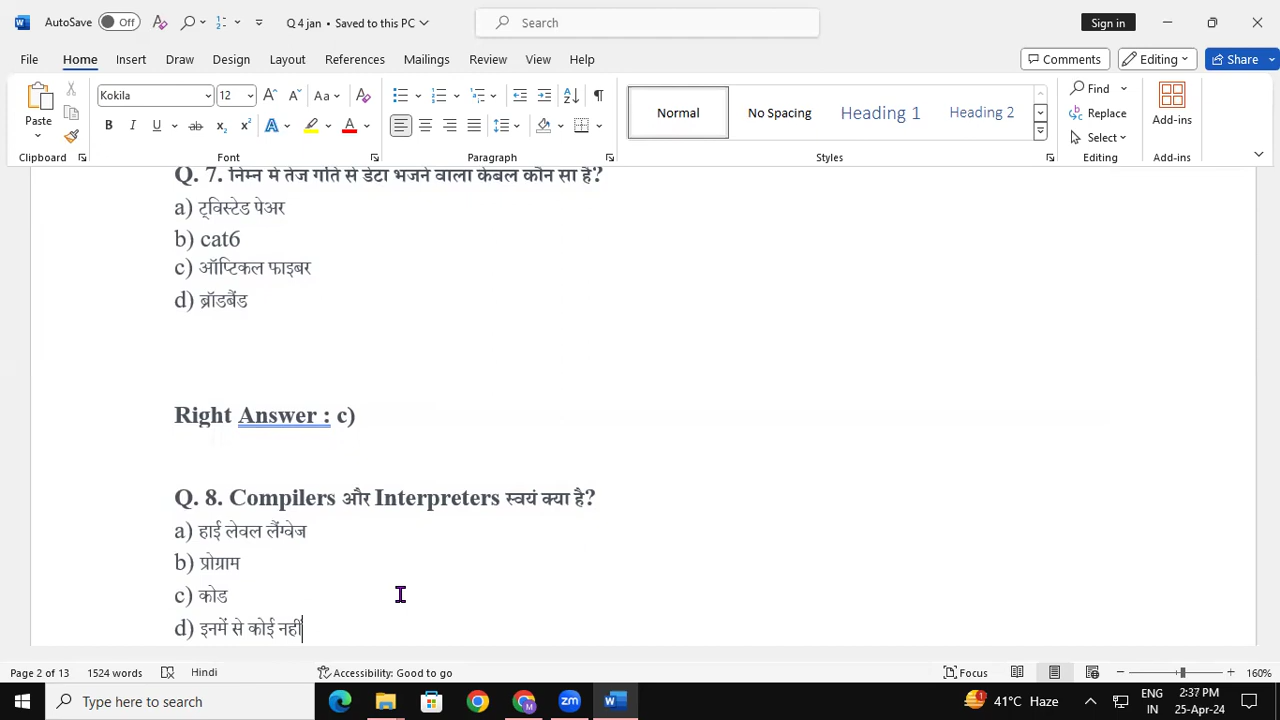 AutoSave Off Q 4 jan • Saved to this PC Search Sign in
File Home Insert Draw Design Layout References Mailings Review View Help Comments Editing Share
Paste Kokila 12 Aa Normal No Spacing Heading 1 Heading 2 Find Replace Select Add-ins
B I U ab x₂ x² A A
Clipboard Font Paragraph Styles Editing Add-ins
Q. 7. निम्न में तेज गति से डेटा भेजने वाला केबल कौन सा है?
a) ट्विस्टेड पेअर
b) cat6
c) ऑप्टिकल फाइबर
d) ब्रॉडबैंड
Right Answer : c)
Q. 8. Compilers और Interpreters स्वयं क्या है?
a) हाई लेवल लैंग्वेज
b) प्रोग्राम
c) कोड
d) इनमें से कोई नहीं
Page 2 of 13 1524 words Hindi Accessibility: Good to go Focus 160%
Type here to search 41°C Haze ENG IN 2:37 PM 25-Apr-24